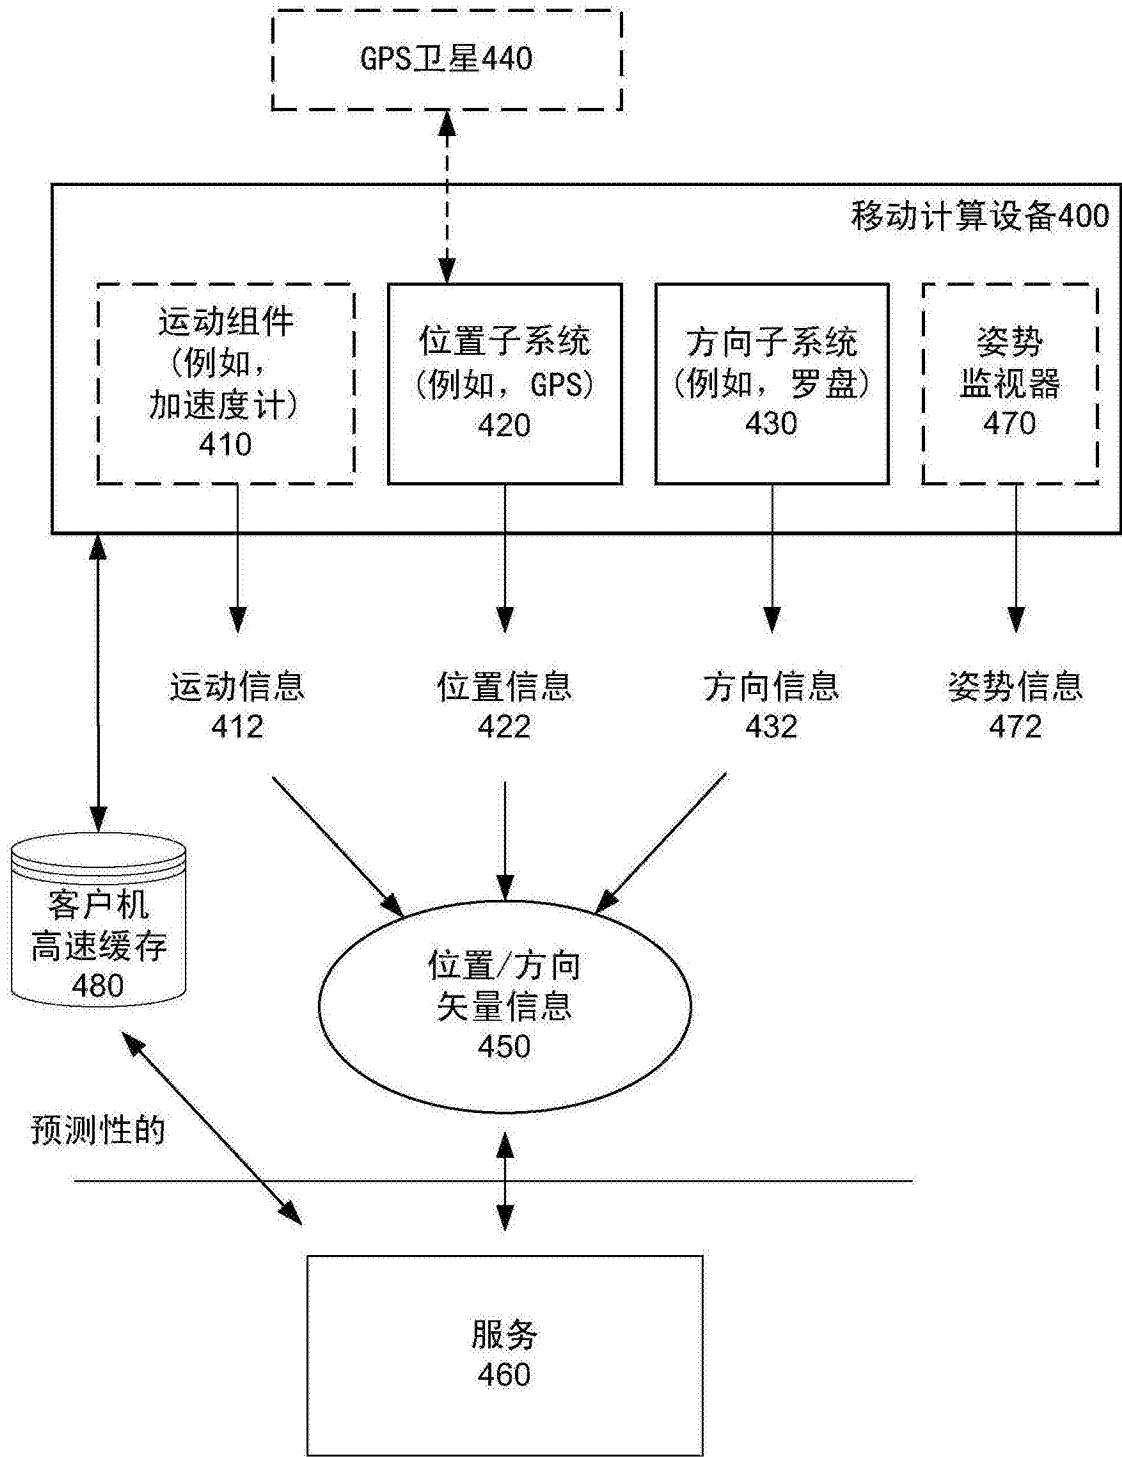 GPS卫星440
移动计算设备400
运动组件
(例如，
加速度计)
410
位置子系统
(例如，GPS)
420
方向子系统
(例如，罗盘)
430
姿势
监视器
470
运动信息
412
位置信息
422
方向信息
432
姿势信息
472
客户机
高速缓存
480
位置/方向
矢量信息
450
预测性的
服务
460